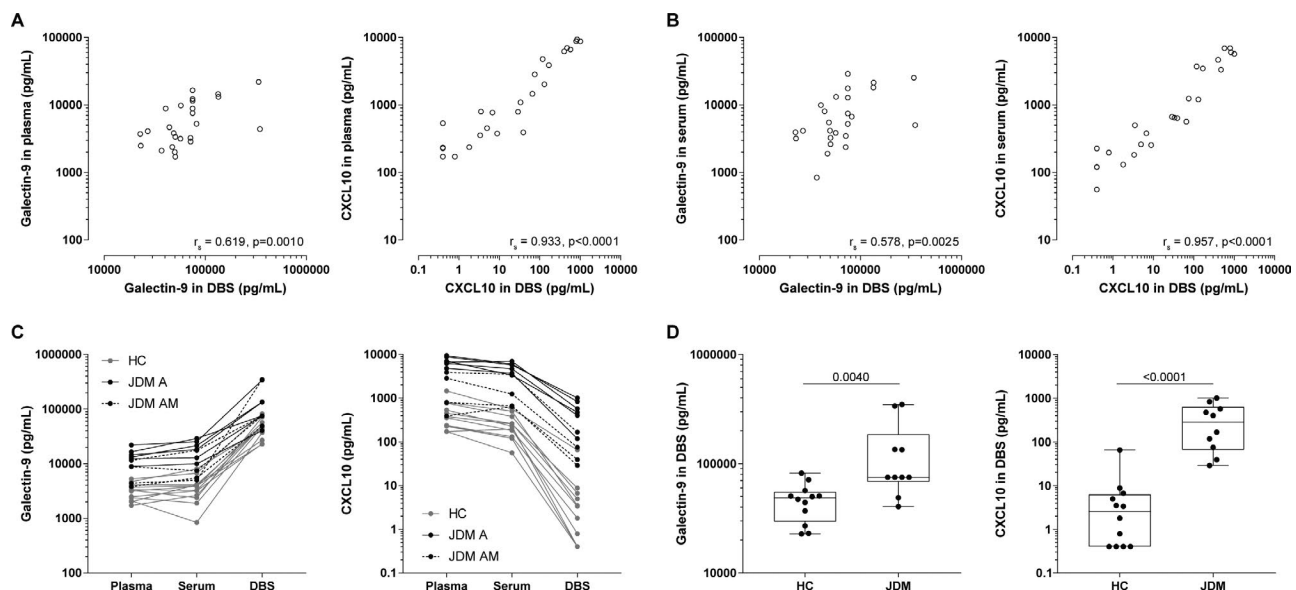 A
Galectin-9 in plasma (pg/mL)
100000
10000
1000
100
r_s = 0.619, p=0.0010
10000
100000
1000000
Galectin-9 in DBS (pg/mL)
CXCL10 in plasma (pg/mL)
100000
10000
1000
100
10
r_s = 0.933, p<0.0001
0.1
1
10
100
1000
10000
CXCL10 in DBS (pg/mL)
B
Galectin-9 in serum (pg/mL)
100000
10000
1000
100
r_s = 0.578, p=0.0025
10000
100000
1000000
Galectin-9 in DBS (pg/mL)
CXCL10 in serum (pg/mL)
10000
1000
100
10
r_s = 0.957, p<0.0001
0.1
1
10
100
1000
10000
CXCL10 in DBS (pg/mL)
C
Galectin-9 (pg/mL)
1000000
100000
10000
1000
100
HC
JDM A
JDM AM
Plasma
Serum
DBS
CXCL10 (pg/mL)
10000
1000
100
10
1
0.1
HC
JDM A
JDM AM
Plasma
Serum
DBS
D
Galectin-9 in DBS (pg/mL)
1000000
100000
10000
0.0040
HC
JDM
CXCL10 in DBS (pg/mL)
10000
1000
100
10
1
0.1
<0.0001
HC
JDM